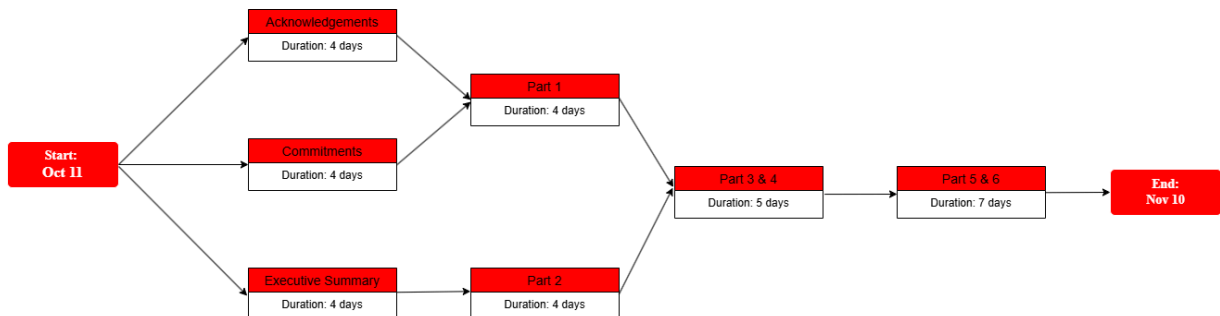 Acknowledgements
Duration: 4 days
Part 1
Duration: 4 days
Start:
Oct 11
Commitments
Duration: 4 days
Part 3 & 4
Duration: 5 days
Part 5 & 6
Duration: 7 days
End:
Nov 10
Executive Summary
Duration: 4 days
Part 2
Duration: 4 days